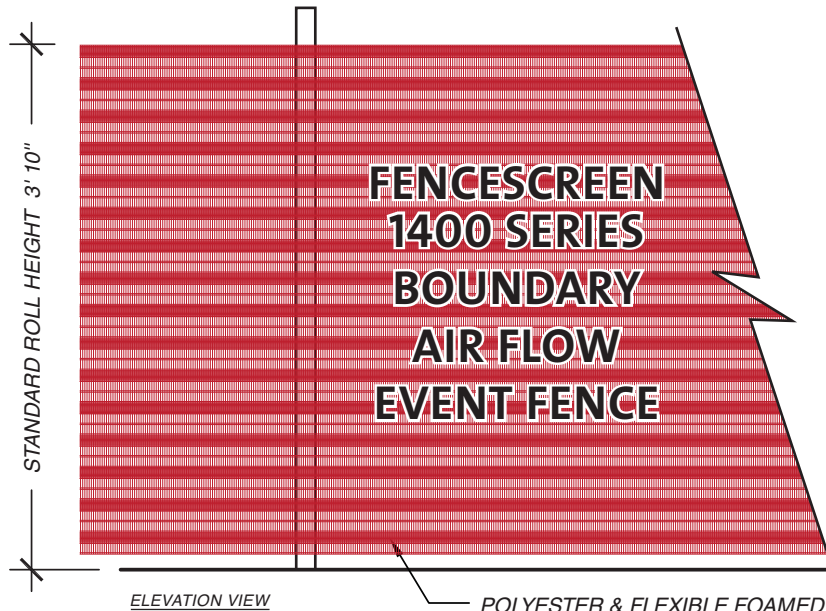 STANDARD ROLL HEIGHT 3' 10"
FENCESCREEN
1400 SERIES
BOUNDARY
AIR FLOW
EVENT FENCE
ELEVATION VIEW
POLYESTER & FLEXIBLE FOAMED